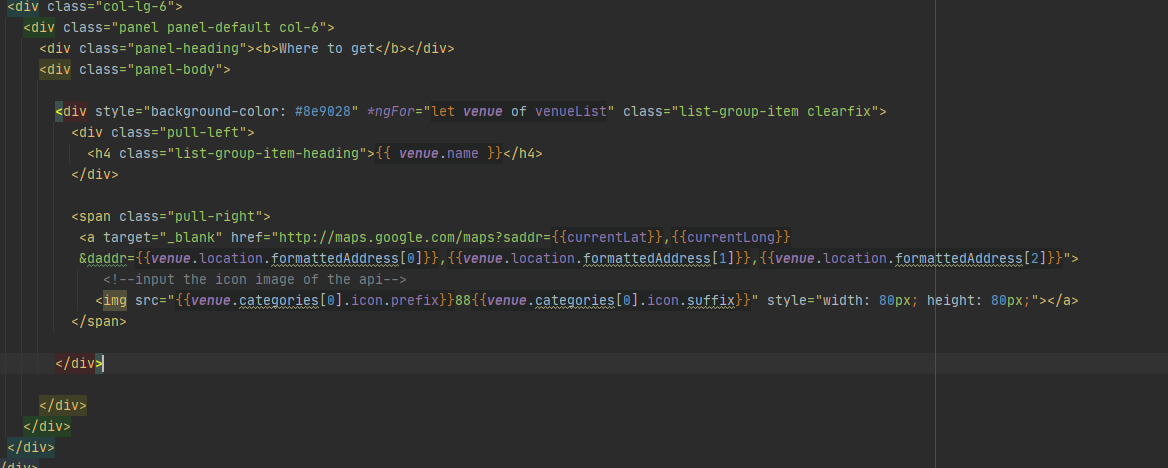 <div class="col-lg-6">
<div class="panel panel-default col-6">
<div class="panel-heading"><b>Where to get</b></div>
<div class="panel-body">
<div style="background-color: #8e9028" *ngFor="let venue of venueList" class="list-group-item clearfix">
<div class="pull-left">
<h4 class="list-group-item-heading">{{ venue.name }}</h4>
</div>
<span class="pull-right">
<a target="_blank" href="http://maps.google.com/maps?saddr={{currentLat}},{{currentLong}}
&daddr={{venue.location.formattedAddress[0]}},{{venue.location.formattedAddress[1]}},{{venue.location.formattedAddress[2]}}">
<!--input the icon image of the api-->
<img src="{{venue.categories[0].icon.prefix}}88{{venue.categories[0].icon.suffix}}" style="width: 80px; height: 80px;"></a>
</span>
</div>
</div>
</div>
</div>
</div>